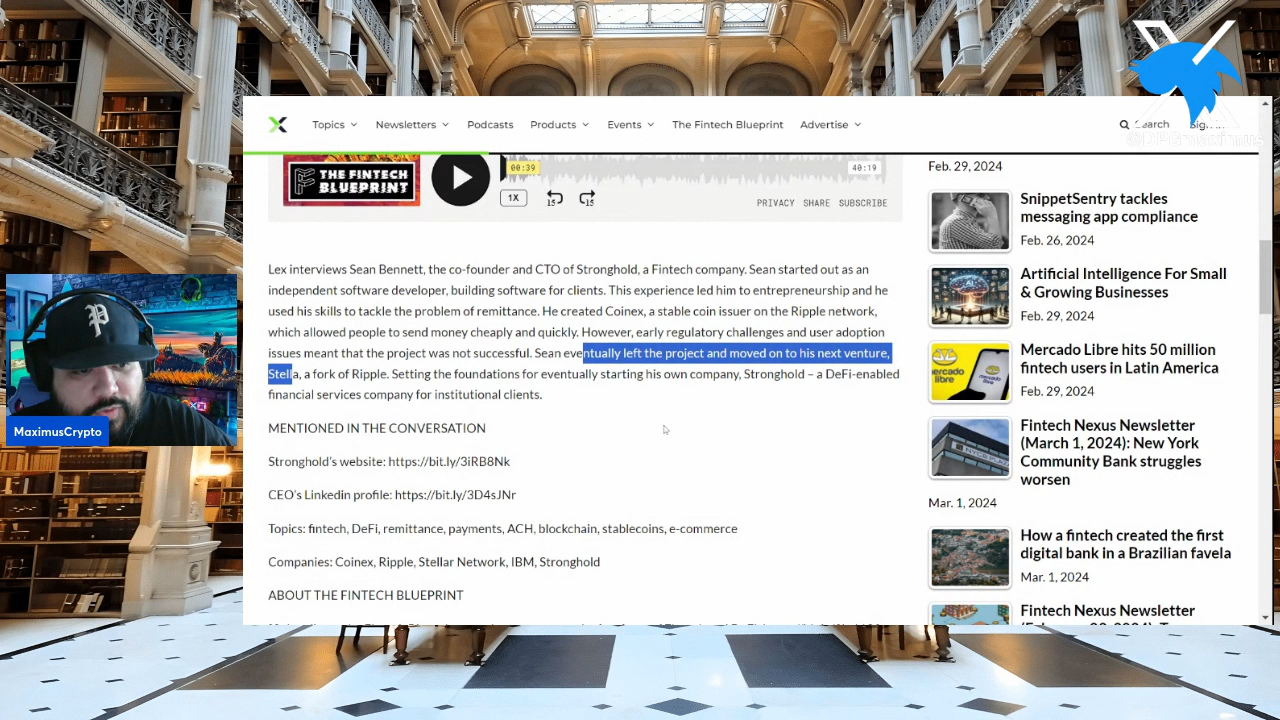 Topics
Newsletters
Podcasts
Products
Events
The Fintech Blueprint
Advertise
Search
Sign in
THE FINTECH
BLUEPRINT
00:39
40:19
1X
15
15
PRIVACY SHARE SUBSCRIBE
Lex interviews Sean Bennett, the co-founder and CTO of Stronghold, a Fintech company. Sean started out as an
independent software developer, building software for clients. This experience led him to entrepreneurship and he
used his skills to tackle the problem of remittance. He created Coinex, a stable coin issuer on the Ripple network,
which allowed people to send money cheaply and quickly. However, early regulatory challenges and user adoption
issues meant that the project was not successful. Sean eventually left the project and moved on to his next venture,
Stella, a fork of Ripple. Setting the foundations for eventually starting his own company, Stronghold – a DeFi-enabled
financial services company for institutional clients.
MENTIONED IN THE CONVERSATION
Stronghold's website: https://bit.ly/3iRB8Nk
CEO's Linkedin profile: https://bit.ly/3D4sJNr
Topics: fintech, DeFi, remittance, payments, ACH, blockchain, stablecoins, e-commerce
Companies: Coinex, Ripple, Stellar Network, IBM, Stronghold
ABOUT THE FINTECH BLUEPRINT
Feb. 29, 2024
SnippetSentry tackles
messaging app compliance
Feb. 26, 2024
Artificial Intelligence For Small
& Growing Businesses
Feb. 29, 2024
mercado
libre
Mercado Libre hits 50 million
fintech users in Latin America
Feb. 29, 2024
Fintech Nexus Newsletter
(March 1, 2024): New York
Community Bank struggles
worsen
Mar. 1, 2024
How a fintech created the first
digital bank in a Brazilian favela
Mar. 1, 2024
Fintech Nexus Newsletter
P
MaximusCrypto